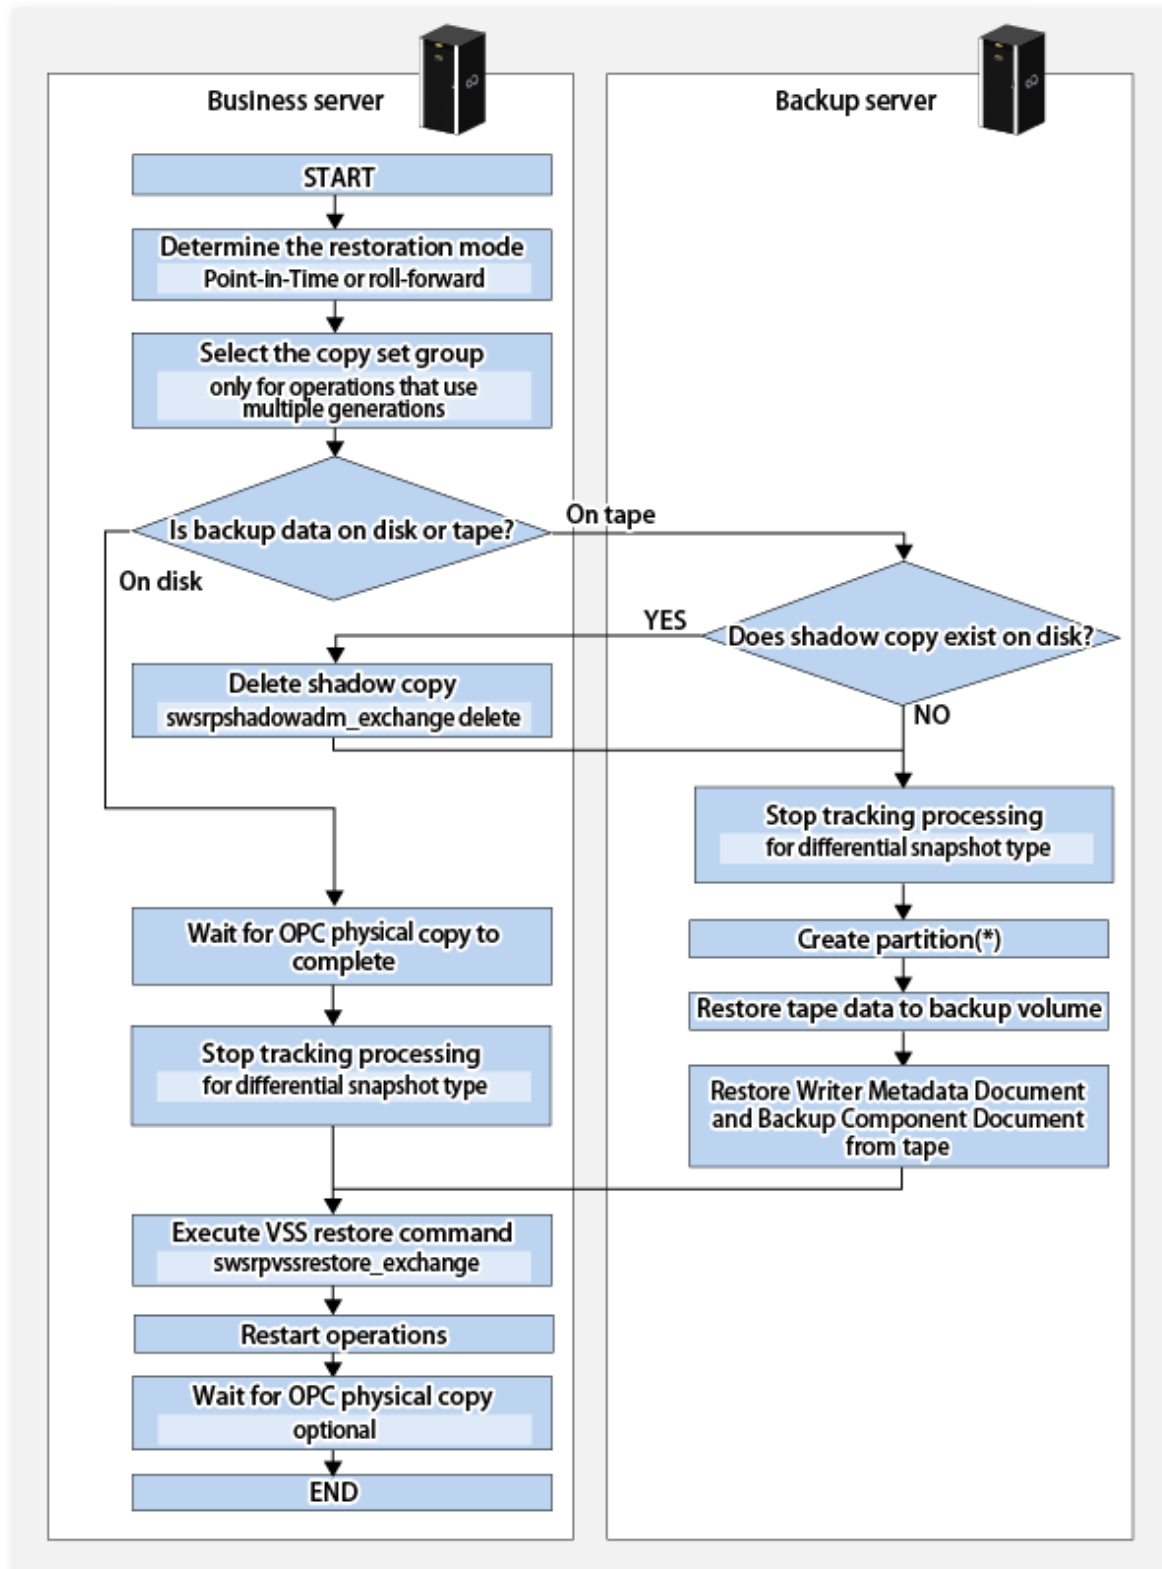 Business server
Backup server
START
Determine the restoration mode
Point-in-Time or roll-forward
Select the copy set group
only for operations that use
multiple generations
Is backup data on disk or tape?
On tape
On disk
YES
Does shadow copy exist on disk?
Delete shadow copy
swsrpshadowadm_exchange delete
NO
Stop tracking processing
for differential snapshot type
Wait for OPC physical copy to
complete
Create partition(*)
Restore tape data to backup volume
Stop tracking processing
for differential snapshot type
Restore Writer Metadata Document
and Backup Component Document
from tape
Execute VSS restore command
swsrpvssrestore_exchange
Restart operations
Wait for OPC physical copy
optional
END